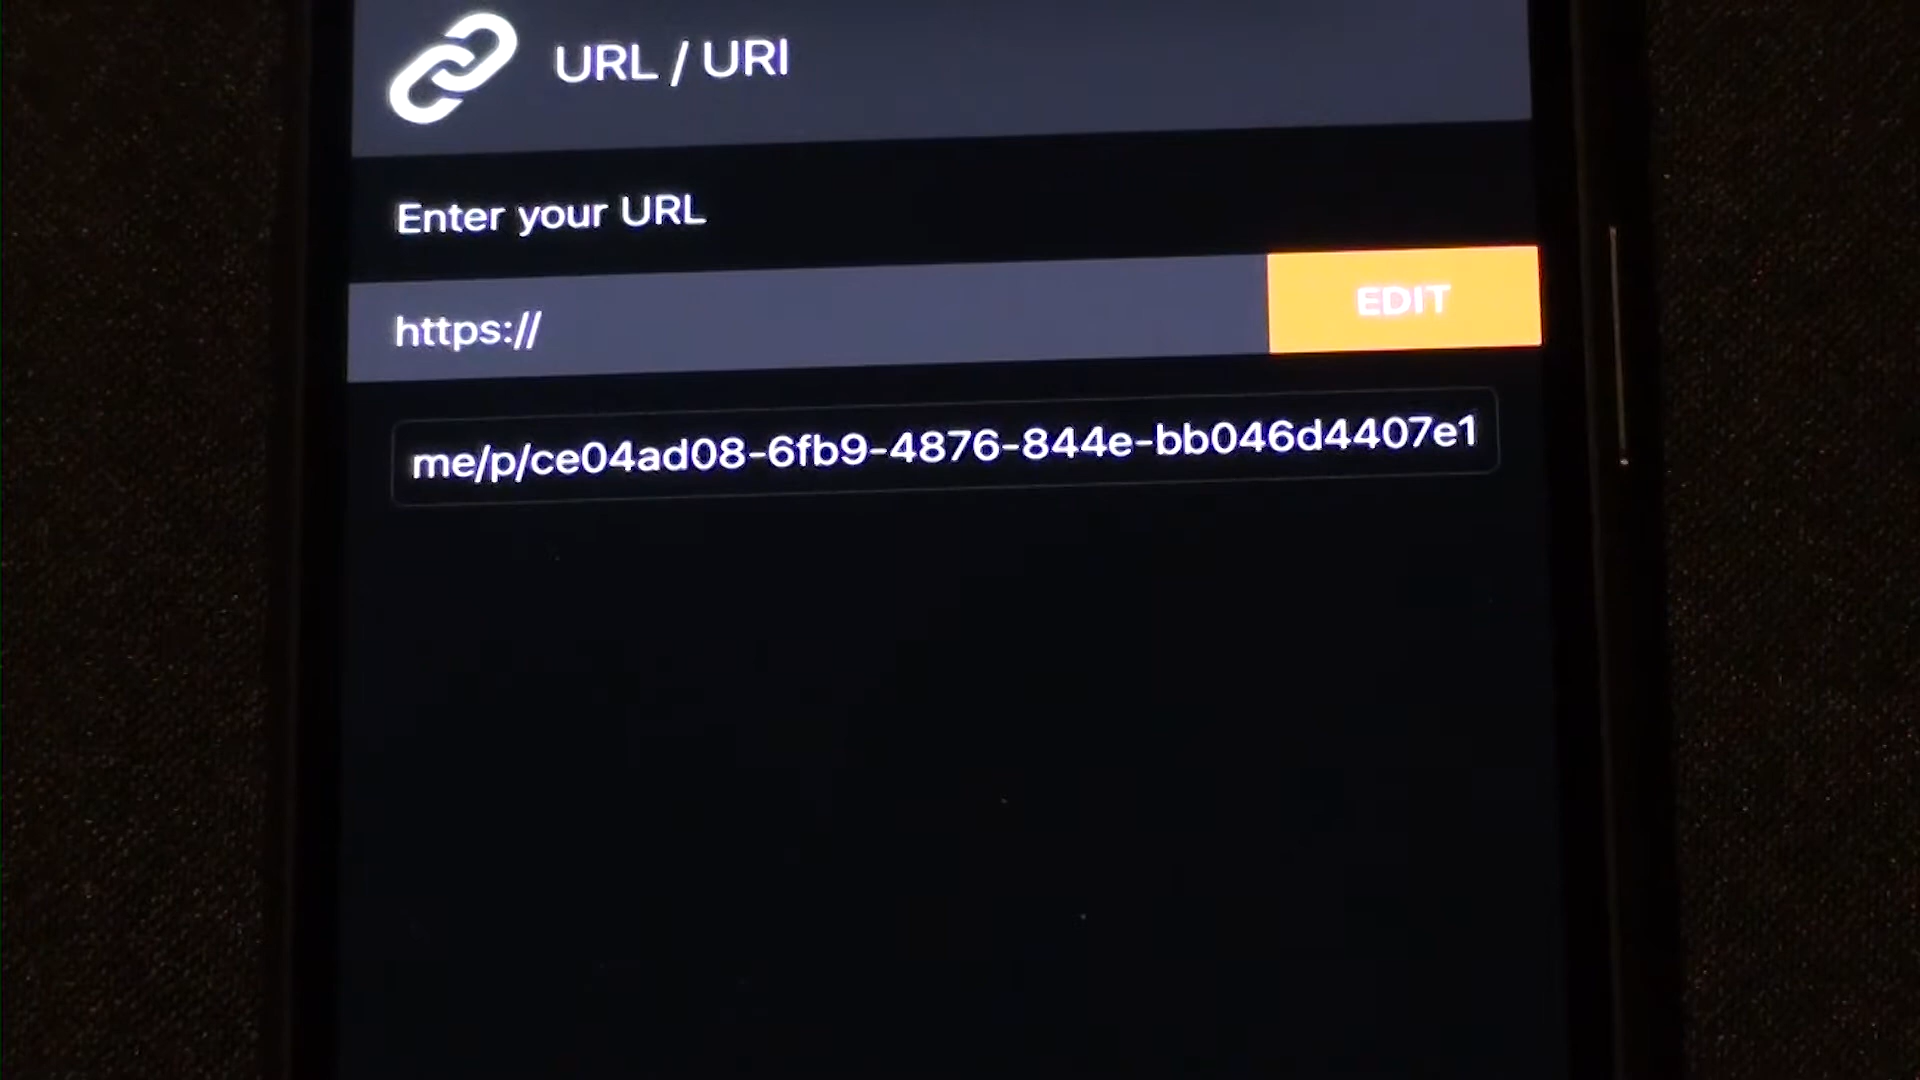 URL / URI
Enter your URL
https://
EDIT
me/p/ce04ad08-6fb9-4876-844e-bb046d4407e1